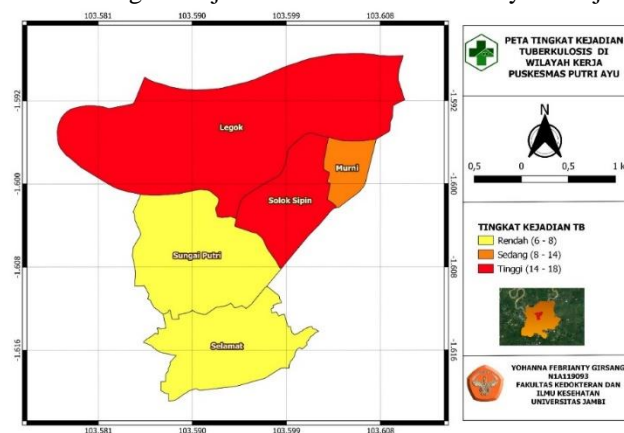 103.581 103.590 103.599 103.608
-1.592 -1.592
-1.600 -1.600
-1.608 -1.608
-1.616 -1.616
103.581 103.590 103.599 103.608
Legok
Murni
Solok Sipin
Sungai Putri
Selamat
PETA TINGKAT KEJADIAN
TUBERKULOSIS DI
WILAYAH KERJA
PUSKESMAS PUTRI AYU
N
0,5 0 0,5 1
TINGKAT KEJADIAN TB
Rendah (6 - 8)
Sedang (8 - 14)
Tinggi (14 - 18)
YOHANNA FEBRIANTY GIRSANG
N1A119093
FAKULTAS KEDOKTERAN DAN
ILMU KESEHATAN
UNIVERSITAS JAMBI